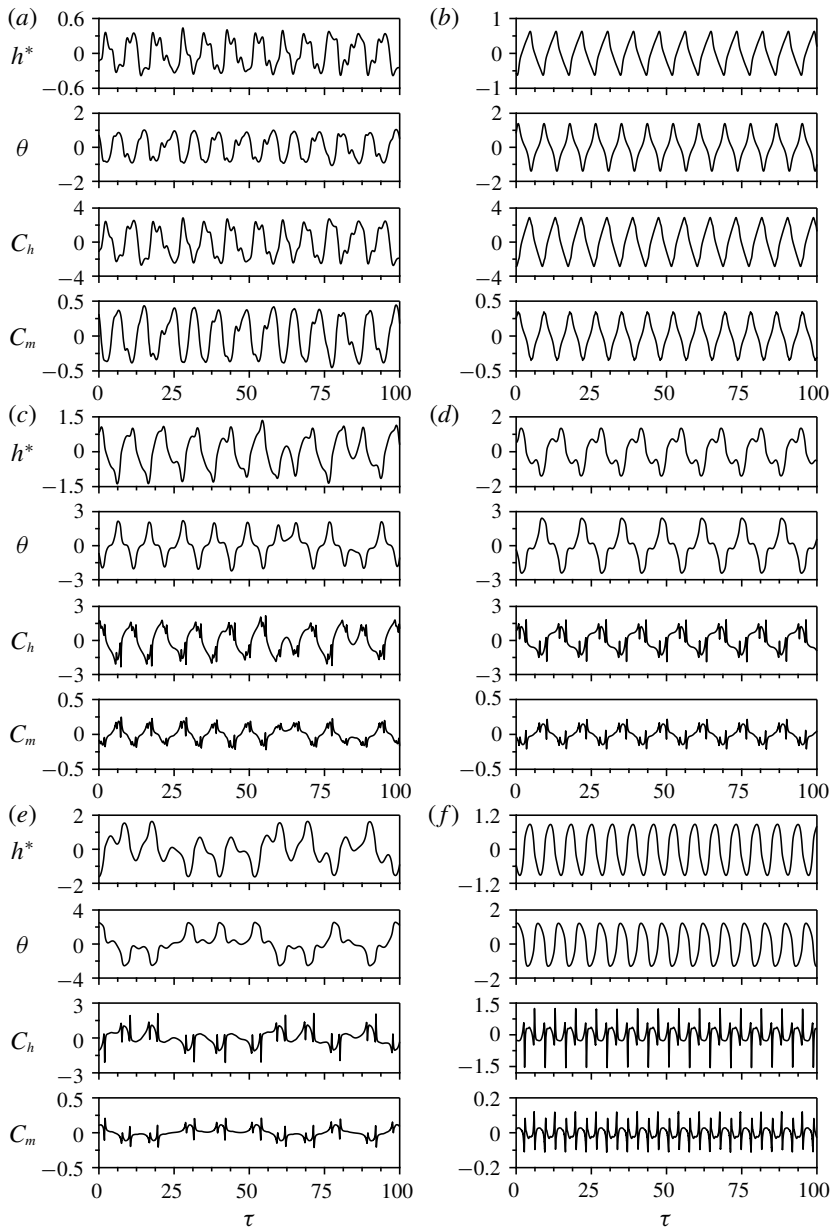 (a) 0.6 (b) 1
h* 0 0
−0.6 −1
2 2
θ 0 0
−2 −2
4 4
C_h 0 0
−4 −4
0.5 0.5
C_m 0 0
−0.5 −0.5
0 25 50 75 100 0 25 50 75 100
(c) 1.5 (d) 2
h* 0 0
−1.5 −2
3 3
θ 0 0
−3 −3
3 3
C_h 0 0
−3 −3
0.5 0.5
C_m 0 0
−0.5 −0.5
0 25 50 75 100 0 25 50 75 100
(e) 2 (f) 1.2
h* 0 0
−2 −1.2
4 2
θ 0 0
−4 −2
3 1.5
C_h 0 0
−3 −1.5
0.5 0.2
C_m 0 0
−0.5 −0.2
0 25 50 75 100 0 25 50 75 100
τ τ